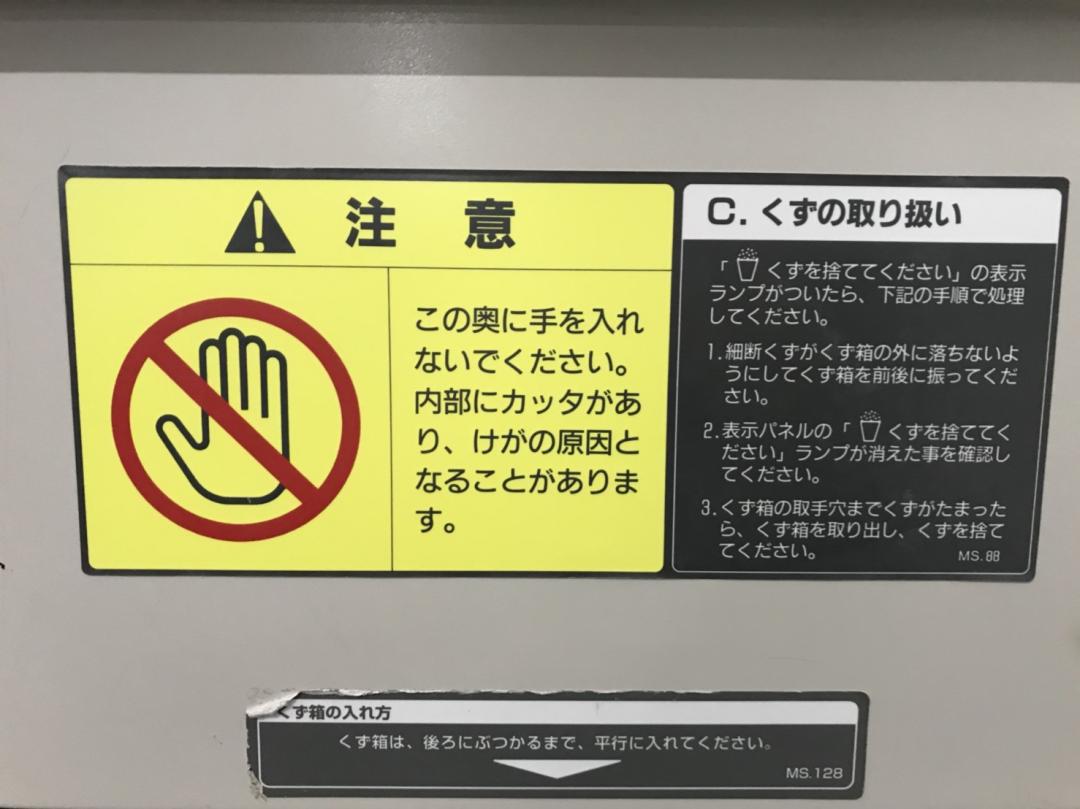 注意
この奥に手を入れ
ないでください。
内部にカッタがあ
り、けがの原因と
なることがありま
す。
C. くずの取り扱い
「くずを捨ててください」の表示
ランプがついたら、下記の手順で処理
してください。
1. 細断くずがくず箱の外に落ちないよ
うにしてくず箱を前後に振ってくだ
さい。
2. 表示パネルの「くずを捨ててく
ださい」ランプが消えた事を確認し
てください。
3. くず箱の取手穴までくずがたまった
ら、くず箱を取り出し、くずを捨て
てください。
MS.88
くず箱の入れ方
くず箱は、後ろにぶつかるまで、平行に入れてください。
MS.128